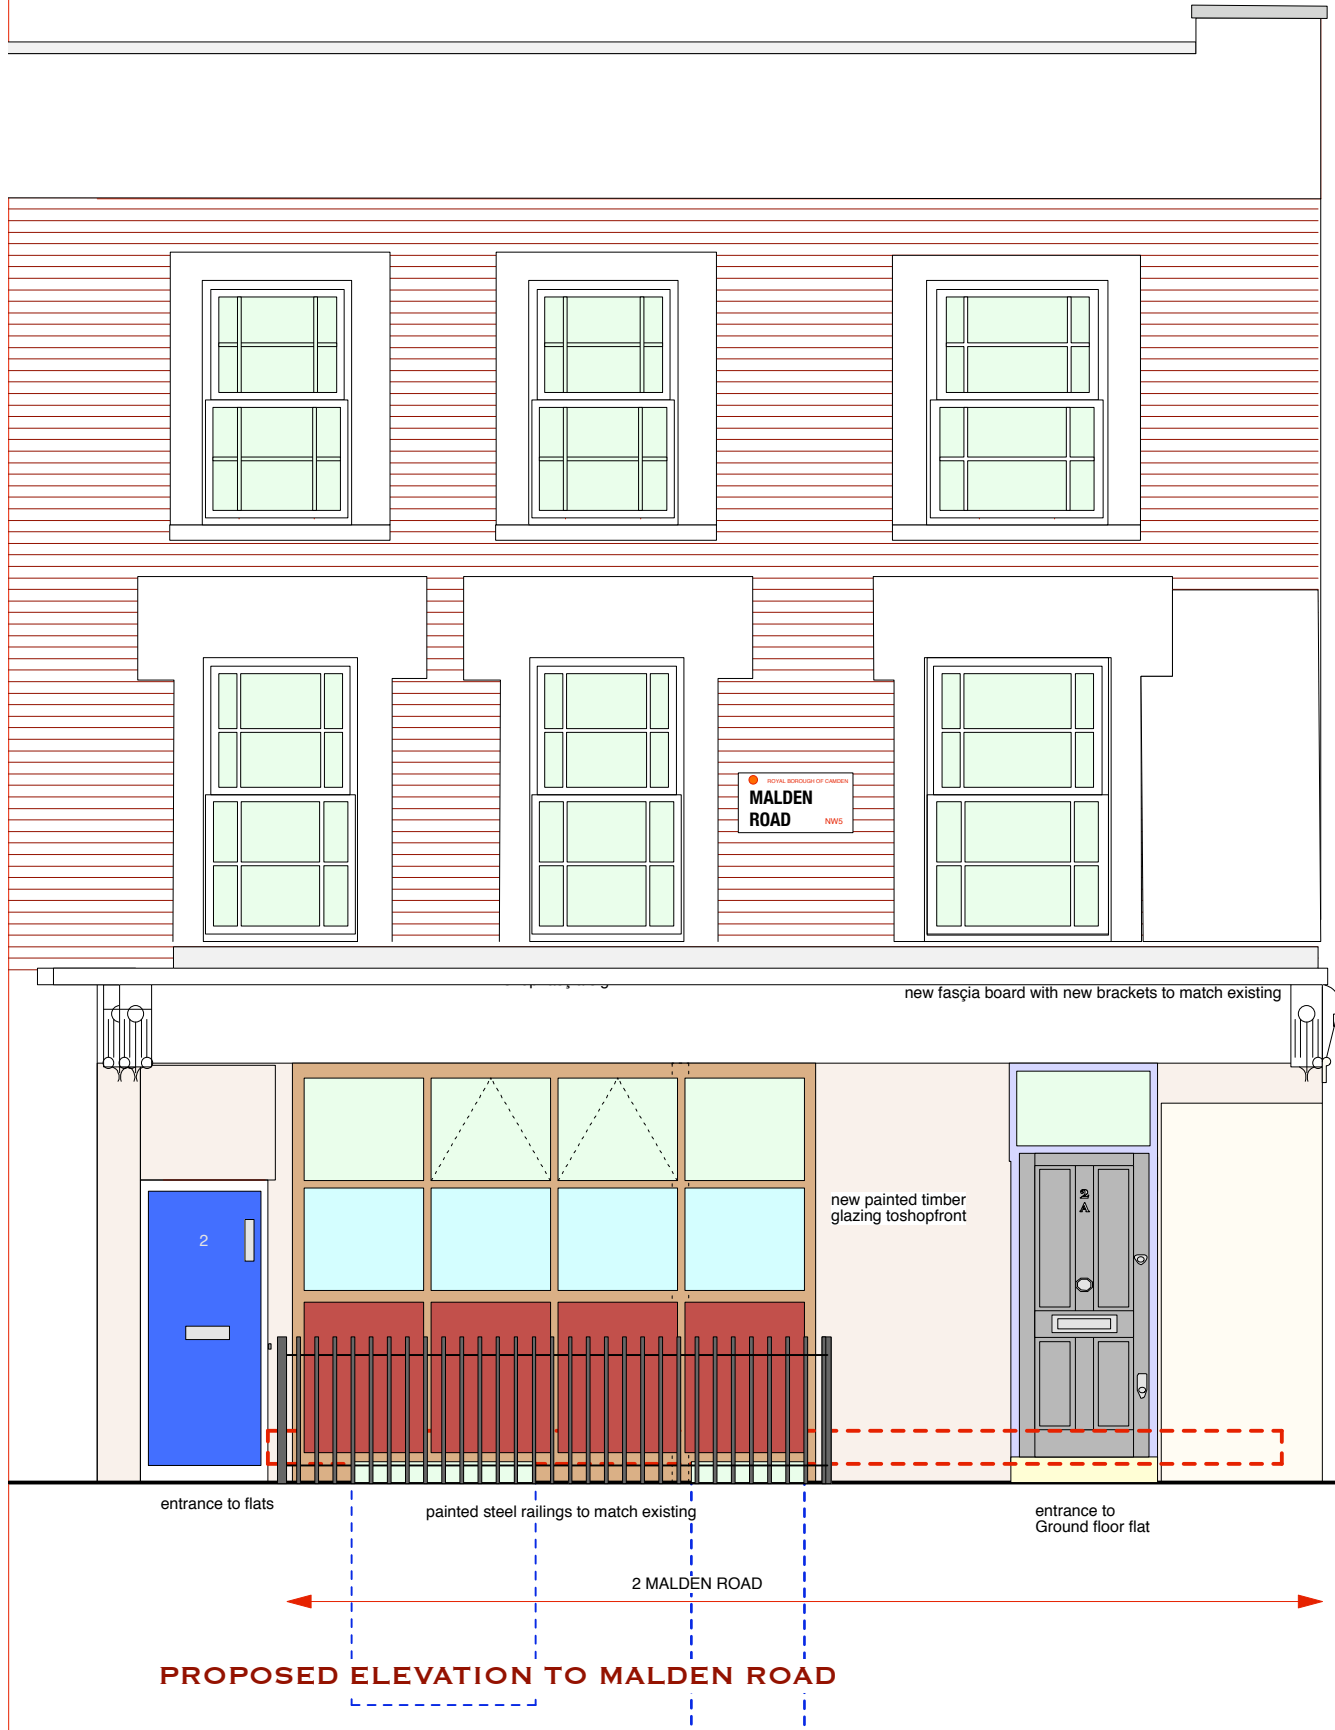 ROYAL BOROUGH OF CAMDEN
MALDEN
ROAD NW5
new fasçia board with new brackets to match existing
new painted timber
glazing toshopfront
2
2
A
entrance to flats
painted steel railings to match existing
entrance to
Ground floor flat
2 MALDEN ROAD
PROPOSED ELEVATION TO MALDEN ROAD